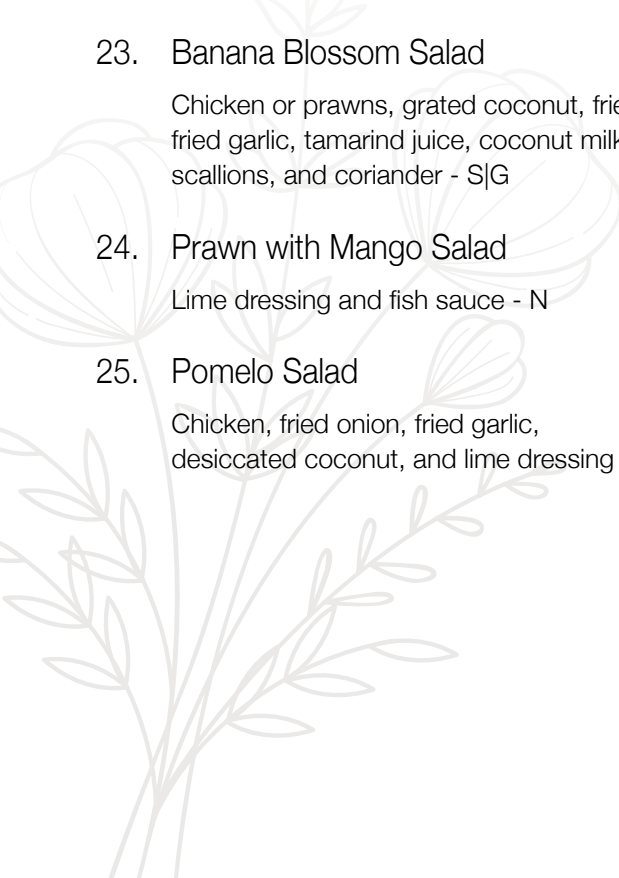 23. Banana Blossom Salad
Chicken or prawns, grated coconut,
fried garlic, tamarind juice, coconut milk
scallions, and coriander - S|G
24. Prawn with Mango Salad
Lime dressing and fish sauce - N
25. Pomelo Salad
Chicken, fried onion, fried garlic,
desiccated coconut, and lime dressing